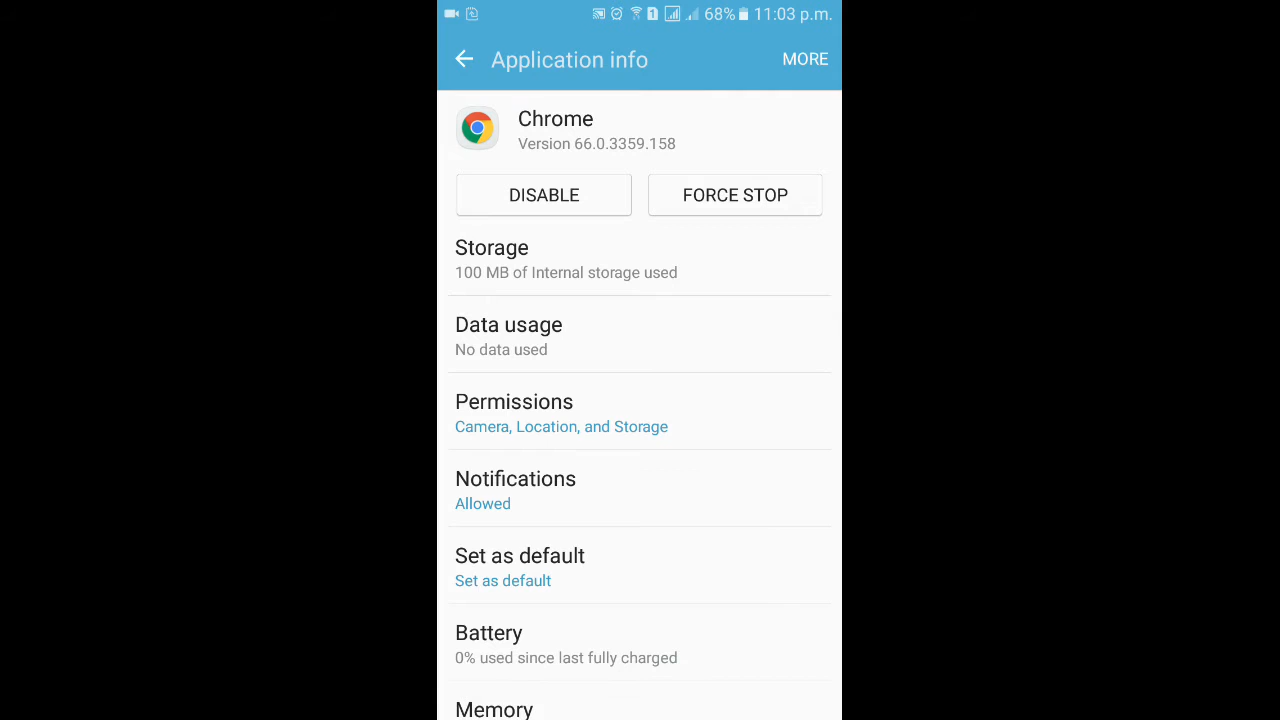 1 68% 11:03 p.m.
Application info MORE
Chrome
Version 66.0.3359.158
DISABLE FORCE STOP
Storage
100 MB of Internal storage used
Data usage
No data used
Permissions
Camera, Location, and Storage
Notifications
Allowed
Set as default
Set as default
Battery
0% used since last fully charged
Memory